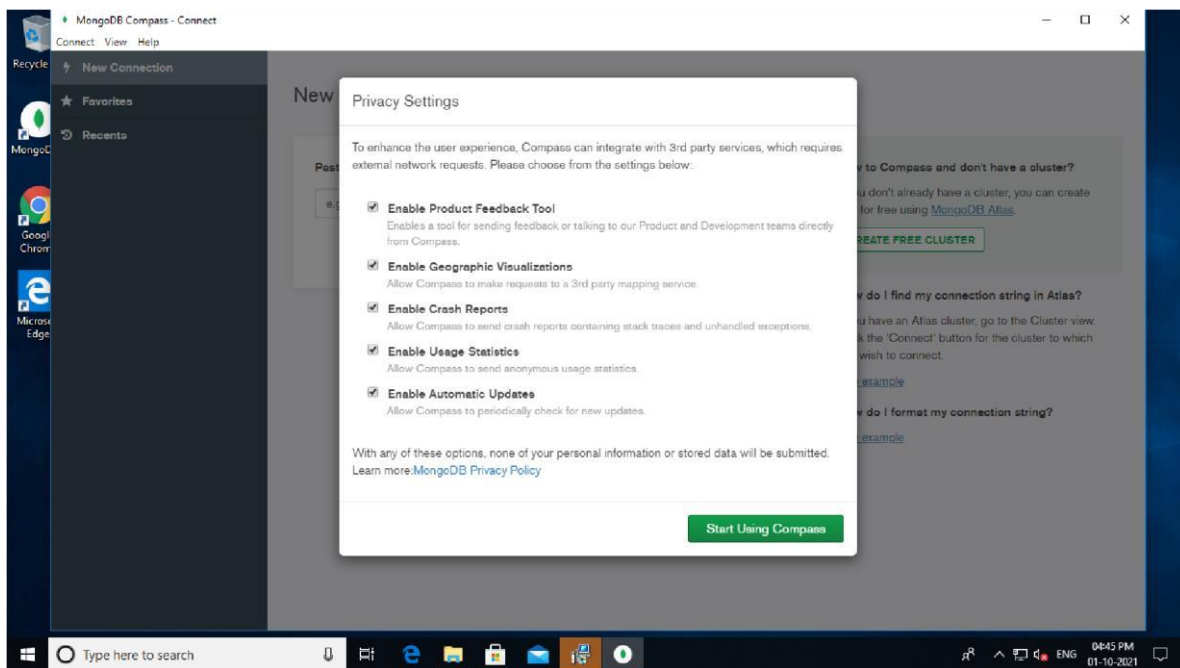 MongoDB Compass - Connect
Connect View Help
Recycle
New Connection
Favorites
Recents
MongoD
Googl
Chrom
Micros
Edge
New
Past
e.g
Privacy Settings
To enhance the user experience, Compass can integrate with 3rd party services, which requires
external network requests. Please choose from the settings below:
Enable Product Feedback Tool
Enables a tool for sending feedback or talking to our Product and Development teams directly
from Compass.
Enable Geographic Visualizations
Allow Compass to make requests to a 3rd party mapping service.
Enable Crash Reports
Allow Compass to send crash reports containing stack traces and unhandled exceptions.
Enable Usage Statistics
Allow Compass to send anonymous usage statistics.
Enable Automatic Updates
Allow Compass to periodically check for new updates.
With any of these options, none of your personal information or stored data will be submitted.
Learn more:MongoDB Privacy Policy
Start Using Compass
v to Compass and don't have a cluster?
u don't already have a cluster, you can create
for free using MongoDB Atlas.
REATE FREE CLUSTER
v do I find my connection string in Atlas?
u have an Atlas cluster, go to the Cluster view.
k the 'Connect' button for the cluster to which
wish to connect.
example
v do I format my connection string?
example
Type here to search
ENG
04:45 PM
01-10-2021